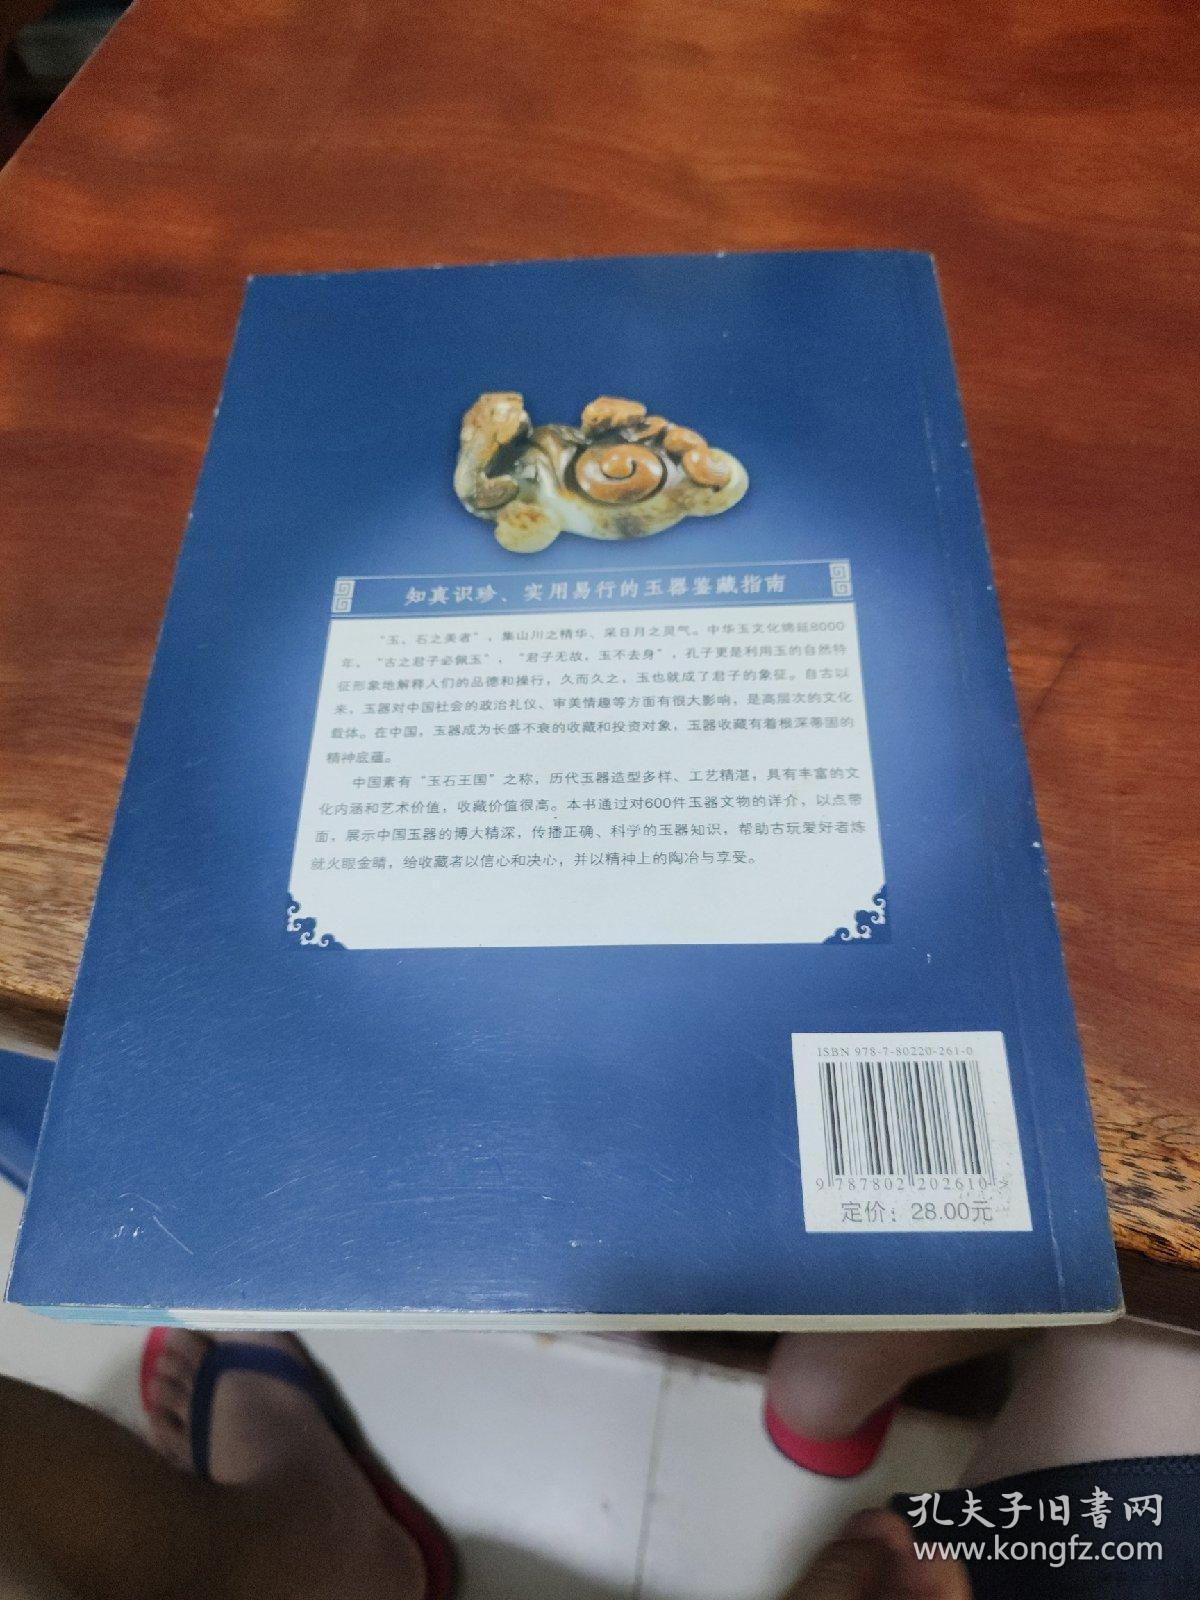 知真识珍、实用易行的玉器鉴藏指南
“玉，石之美者”，集山川之精华、采日月之灵气。中华玉文化绵延8000
年，“古之君子必佩玉”，“君子无故，玉不去身”，孔子更是利用玉的自然特
征形象地解释人们的品德和操行，久而久之，玉也就成了君子的象征。自古以
来，玉器对中国社会的政治礼仪、审美情趣等方面有很大影响，是高层次的文化
载体。在中国，玉器成为长盛不衰的收藏和投资对象，玉器收藏有着根深蒂固的
精神底蕴。
中国素有“玉石王国”之称，历代玉器造型多样、工艺精湛，具有丰富的文
化内涵和艺术价值，收藏价值很高。本书通过对600件玉器文物的详介，以点带
面，展示中国玉器的博大精深，传播正确、科学的玉器知识，帮助古玩爱好者炼
就火眼金睛，给收藏者以信心和决心，并以精神上的陶冶与享受。
ISBN 978-7-80220-261-0
9 787802 202610
定价：28.00元
孔夫子旧書网
www.kongfz.com